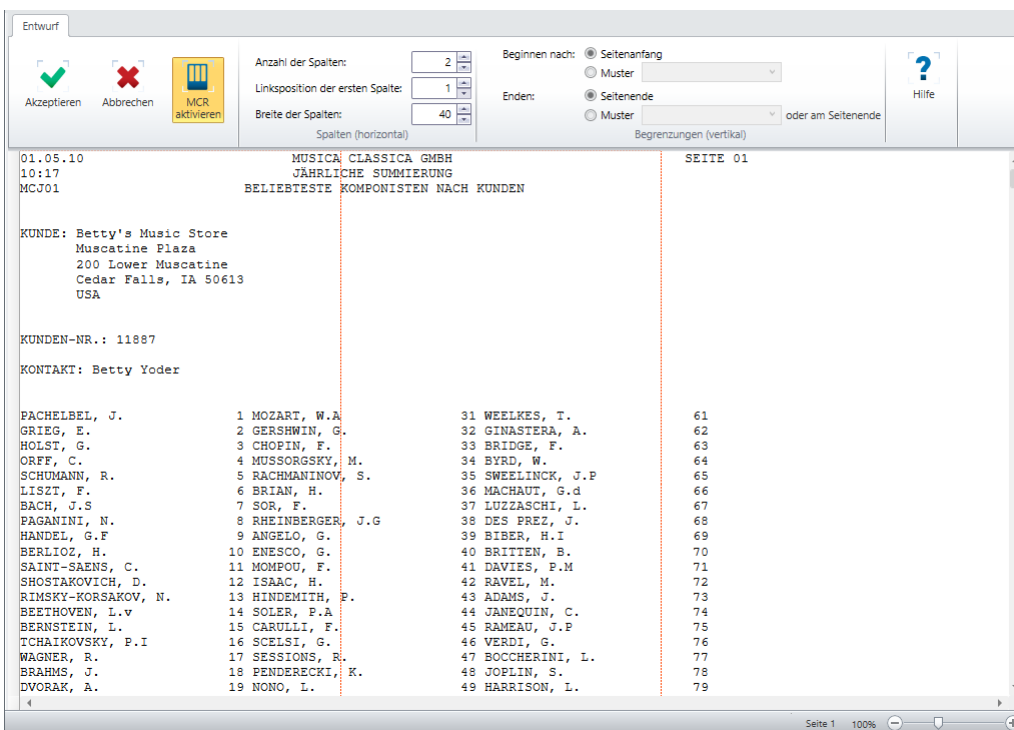 Entwurf
Akzeptieren
Abbrechen
MCR aktivieren
Anzahl der Spalten: 2
Linksposition der ersten Spalte: 1
Breite der Spalten: 40
Spalten (horizontal)
Beginnen nach: Seitenanfang
Muster
Enden: Seitenende
Muster oder am Seitenende
Begrenzungen (vertikal)
?
Hilfe
01.05.10 MUSICA CLASSICA GMBH SEITE 01
10:17 JÄHRLICHE SUMMIERUNG
MCJ01 BELIEBTESTE KOMPONISTEN NACH KUNDEN
KUNDE: Betty's Music Store
Muscatine Plaza
200 Lower Muscatine
Cedar Falls, IA 50613
USA
KUNDEN-NR.: 11887
KONTAKT: Betty Yoder
PACHELBEL, J. 1 MOZART, W.A 31 WEELKES, T. 61
GRIEG, E. 2 GERSHWIN, G. 32 GINASTERA, A. 62
HOLST, G. 3 CHOPIN, F. 33 BRIDGE, F. 63
ORFF, C. 4 MUSSORGSKY, M. 34 BYRD, W. 64
SCHUMANN, R. 5 RACHMANINOV, S. 35 SWEELINCK, J.P 65
LISZT, F. 6 BRIAN, H. 36 MACHAUT, G.d 66
BACH, J.S 7 SOR, F. 37 LUZZASCHI, L. 67
PAGANINI, N. 8 RHEINBERGER, J.G 38 DES PREZ, J. 68
HANDEL, G.F 9 ANGELO, G. 39 BIBER, H.I 69
BERLIOZ, H. 10 ENESCO, G. 40 BRITTEN, B. 70
SAINT-SAENS, C. 11 MOMPOU, F. 41 DAVIES, P.M 71
SHOSTAKOVICH, D. 12 ISAAC, H. 42 RAVEL, M. 72
RIMSKY-KORSAKOV, N. 13 HINDEMITH, P. 43 ADAMS, J. 73
BEETHOVEN, L.v 14 SOLER, P.A 44 JANEQUIN, C. 74
BERNSTEIN, L. 15 CARULLI, F. 45 RAMEAU, J.P 75
TCHAIKOVSKY, P.I 16 SCELSI, G. 46 VERDI, G. 76
WAGNER, R. 17 SESSIONS, R. 47 BOCCHERINI, L. 77
BRAHMS, J. 18 PENDERECKI, K. 48 JOPLIN, S. 78
DVORAK, A. 19 NONO, L. 49 HARRISON, L. 79
Seite 1 100%